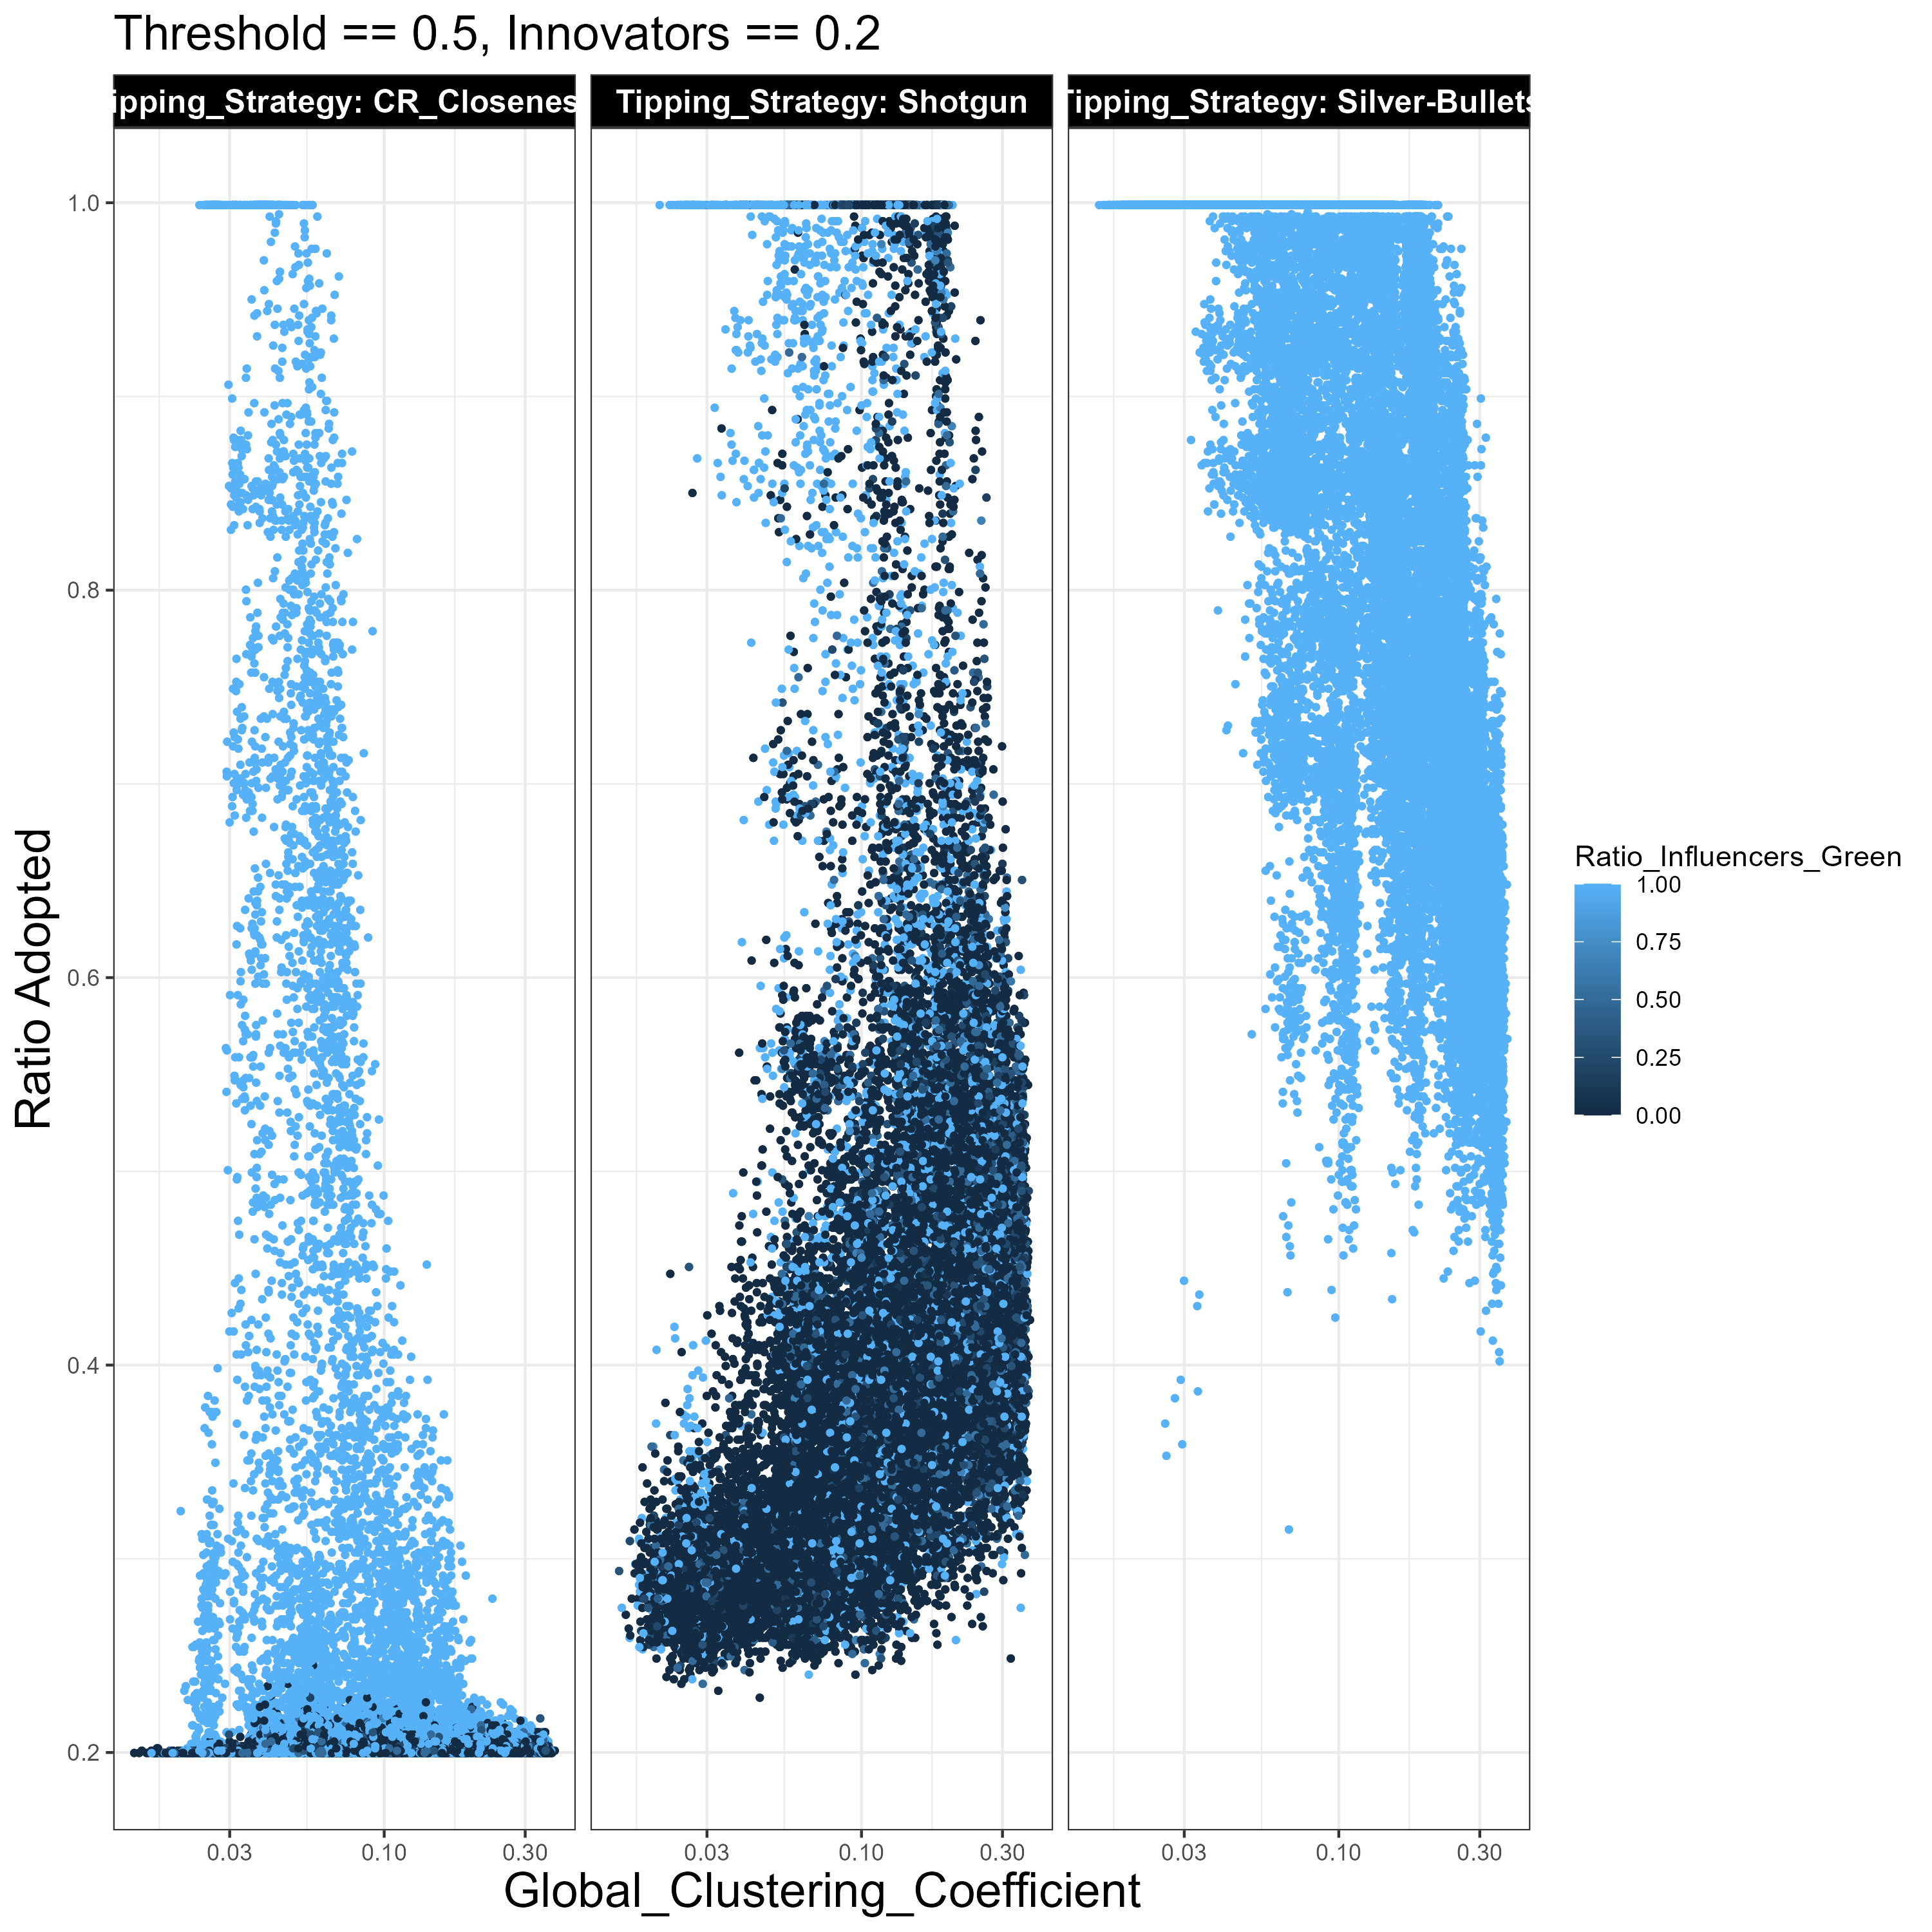 Threshold == 0.5, Innovators == 0.2
ipping_Strategy: CR_Closenes
Tipping_Strategy: Shotgun
Tipping_Strategy: Silver-Bullets
Ratio Adopted
1.0
0.8
0.6
0.4
0.2
0.03 0.10 0.30
0.03 0.10 0.30
0.03 0.10 0.30
Global_Clustering_Coefficient
Ratio_Influencers_Green
1.00
0.75
0.50
0.25
0.00